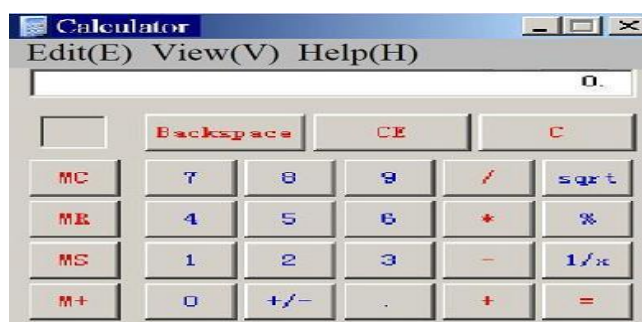 Calculator
Edit(E) View(V) Help(H)
0.
Backspace CE C
MC 7 8 9 / sqrt
MR 4 5 6 * %
MS 1 2 3 - 1/x
M+ 0 +/- . + =